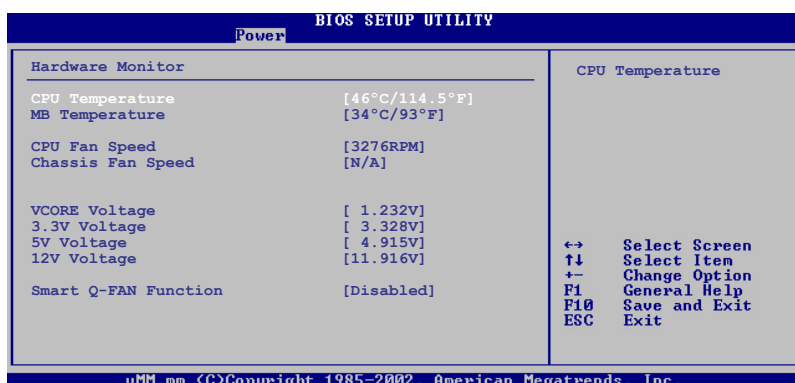 BIOS SETUP UTILITY
Power
Hardware Monitor
CPU Temperature [46°C/114.5°F]
MB Temperature [34°C/93°F]
CPU Fan Speed [3276RPM]
Chassis Fan Speed [N/A]
VCORE Voltage [ 1.232V]
3.3V Voltage [ 3.328V]
5V Voltage [ 4.915V]
12V Voltage [11.916V]
Smart Q-FAN Function [Disabled]
CPU Temperature
←→ Select Screen
↑↓ Select Item
+- Change Option
F1 General Help
F10 Save and Exit
ESC Exit
(C)Copyright 1985-2002, American Megatrends, Inc